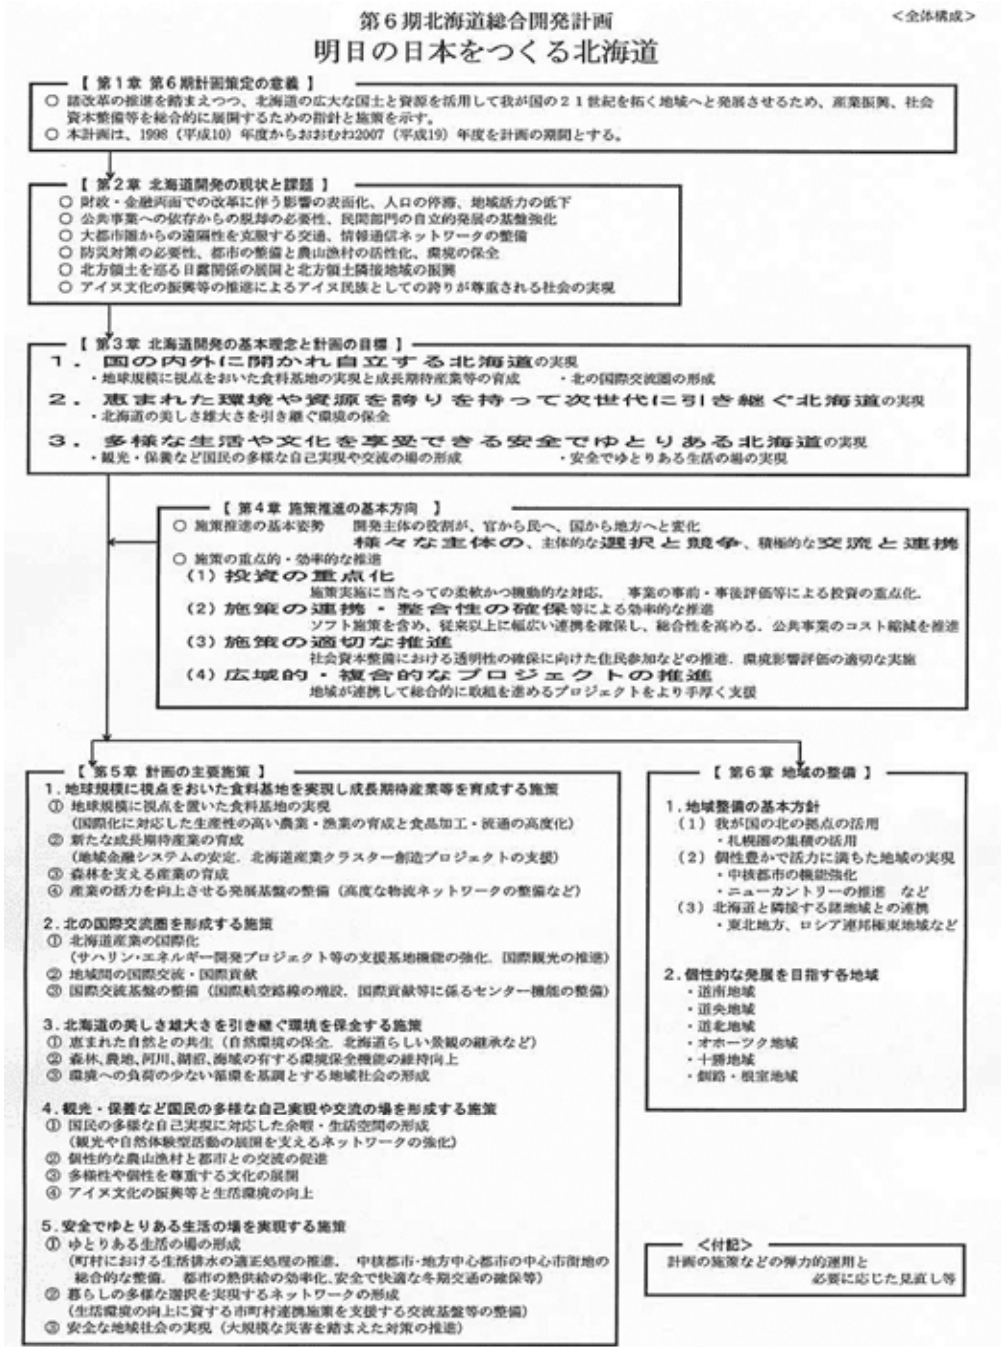 第6期北海道総合開発計画
＜全体構成＞
明日の日本をつくる北海道
【 第1章 第6期計画策定の意義 】
○ 諸改革の推進を踏まえつつ、北海道の広大な国土と資源を活用して我が国の21世紀を拓く地域へと発展させるため、産業振興、社会
資本整備等を総合的に展開するための指針と施策を示す。
○ 本計画は、1998（平成10）年度からおおむね2007（平成19）年度を計画の期間とする。
【 第2章 北海道開発の現状と課題 】
○ 財政・金融両面での改革に伴う影響の表面化、人口の停滞、地域活力の低下
○ 公共事業への依存からの脱却の必要性、民間部門の自立的発展の基盤強化
○ 大都市圏からの遠隔性を克服する交通、情報通信ネットワークの整備
○ 防災対策の必要性、都市の整備と農山漁村の活性化、環境の保全
○ 北方領土を巡る日露関係の展開と北方領土隣接地域の振興
○ アイヌ文化の振興等の推進によるアイヌ民族としての誇りが尊重される社会の実現
【 第3章 北海道開発の基本理念と計画の目標 】
1．国の内外に開かれ自立する北海道の実現
・地球規模に視点をおいた食料基地の実現と成長期待産業等の育成　・北の国際交流圏の形成
2．恵まれた環境や資源を誇りを持って次世代に引き継ぐ北海道の実現
・北海道の美しさ雄大さを引き継ぐ環境の保全
3．多様な生活や文化を享受できる安全でゆとりある北海道の実現
・観光・保養など国民の多様な自己実現や交流の場の形成　・安全でゆとりある生活の場の実現
【 第4章 施策推進の基本方向 】
○ 施策推進の基本姿勢　開発主体の役割が、官から民へ、国から地方へと変化
様々な主体の、主体的な選択と競争、積極的な交流と連携
○ 施策の重点的・効率的な推進
(1) 投資の重点化
施策実施に当たっての柔軟かつ機動的な対応．事業の事前・事後評価等による投資の重点化．
(2) 施策の連携・整合性の確保等による効率的な推進
ソフト施策を含め、従来以上に幅広い連携を確保し、総合性を高める．公共事業のコスト縮減を推進
(3) 施策の適切な推進
社会資本整備における透明性の確保に向けた住民参加などの推進．環境影響評価の適切な実施
(4) 広域的・複合的なプロジェクトの推進
地域が連携して総合的に取組を進めるプロジェクトをより手厚く支援
【 第5章 計画の主要施策 】
1．地球規模に視点をおいた食料基地を実現し成長期待産業等を育成する施策
① 地球規模に視点を置いた食料基地の実現
(国際化に対応した生産性の高い農業・漁業の育成と食品加工・流通の高度化)
② 新たな成長期待産業の育成
(地域金融システムの安定．北海道産業クラスター創造プロジェクトの支援)
③ 森林を支える産業の育成
④ 産業の活力を向上させる発展基盤の整備（高度な物流ネットワークの整備など）
2．北の国際交流圏を形成する施策
① 北海道産業の国際化
(サハリン・エネルギー開発プロジェクト等の支援基地機能の強化．国際観光の推進)
② 地域間の国際交流・国際貢献
③ 国際交流基盤の整備（国際航空路線の増設．国際貢献等に係るセンター機能の整備）
3．北海道の美しさ雄大さを引き継ぐ環境を保全する施策
① 恵まれた自然との共生（自然環境の保全．北海道らしい景観の継承など）
② 森林、農地、河川、湖沼、海域の有する環境保全機能の維持向上
③ 環境への負荷の少ない循環を基調とする地域社会の形成
4．観光・保養など国民の多様な自己実現や交流の場を形成する施策
① 国民の多様な自己実現に対応した余暇・生活空間の形成
(観光や自然体験型活動の展開を支えるネットワークの強化)
② 個性的な農山漁村と都市との交流の促進
③ 多様性や個性を尊重する文化の展開
④ アイヌ文化の振興等と生活環境の向上
5．安全でゆとりある生活の場を実現する施策
① ゆとりある生活の場の形成
(町村における生活排水の適正処理の推進．中核都市・地方中心都市の中心市街地の
総合的な整備．都市の熱供給の効率化、安全で快適な冬期交通の確保等)
② 暮らしの多様な選択を実現するネットワークの形成
(生活環境の向上に資する市町村連携施策を支援する交流基盤等の整備)
③ 安全な地域社会の実現（大規模な災害を踏まえた対策の推進）
【 第6章 地域の整備 】
1．地域整備の基本方針
(1) 我が国の北の拠点の活用
・札幌圏の集積の活用
(2) 個性豊かで活力に満ちた地域の実現
・中核都市の機能強化
・ニューカントリーの推進　など
(3) 北海道と隣接する諸地域との連携
・東北地方、ロシア連邦極東地域など
2．個性的な発展を目指す各地域
・道南地域
・道央地域
・道北地域
・オホーツク地域
・十勝地域
・釧路・根室地域
＜付記＞
計画の施策などの弾力的運用と
必要に応じた見直し等